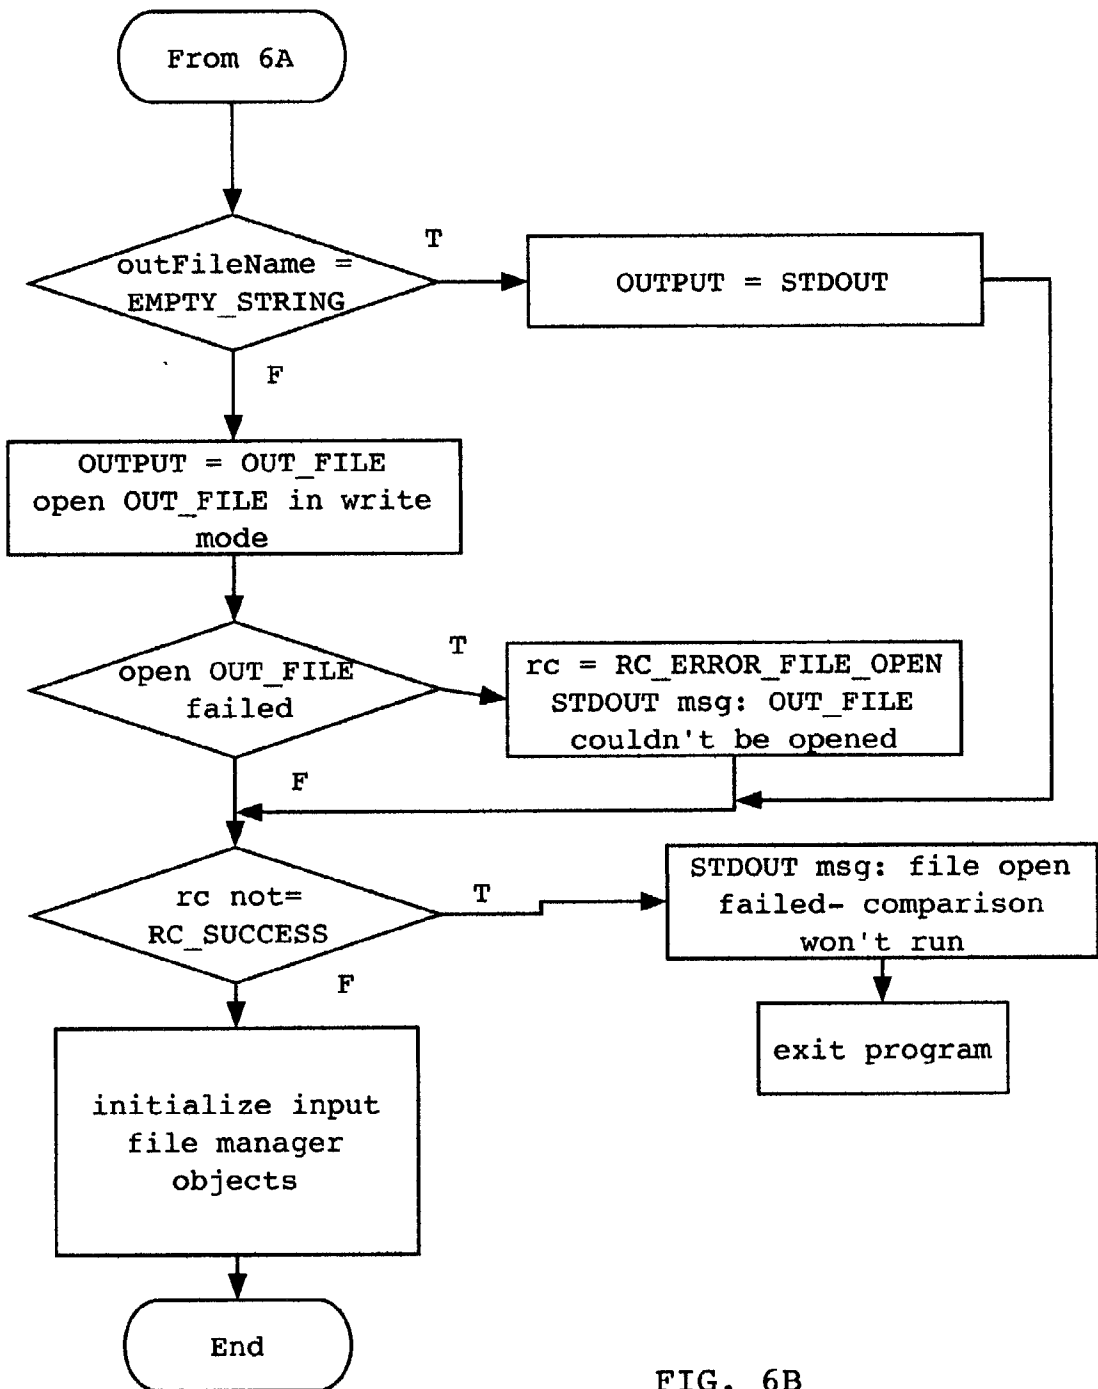 From 6A
outFileName =
EMPTY_STRING
T
OUTPUT = STDOUT
F
OUTPUT = OUT_FILE
open OUT_FILE in write
mode
open OUT_FILE
failed
T
rc = RC_ERROR_FILE_OPEN
STDOUT msg: OUT_FILE
couldn't be opened
F
rc not=
RC_SUCCESS
T
STDOUT msg: file open
failed- comparison
won't run
F
exit program
initialize input
file manager
objects
End
FIG. 6B